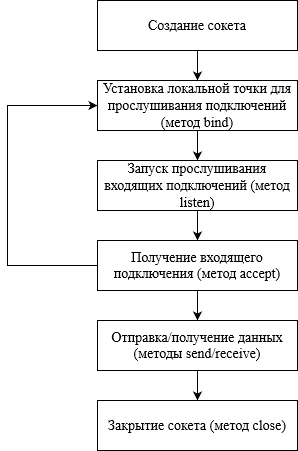 Создание сокета
Установка локальной точки для
прослушивания подключений
(метод bind)
Запуск прослушивания
входящих подключений (метод
listen)
Получение входящего
подключения (метод accept)
Отправка/получение данных
(методы send/receive)
Закрытие сокета (метод close)